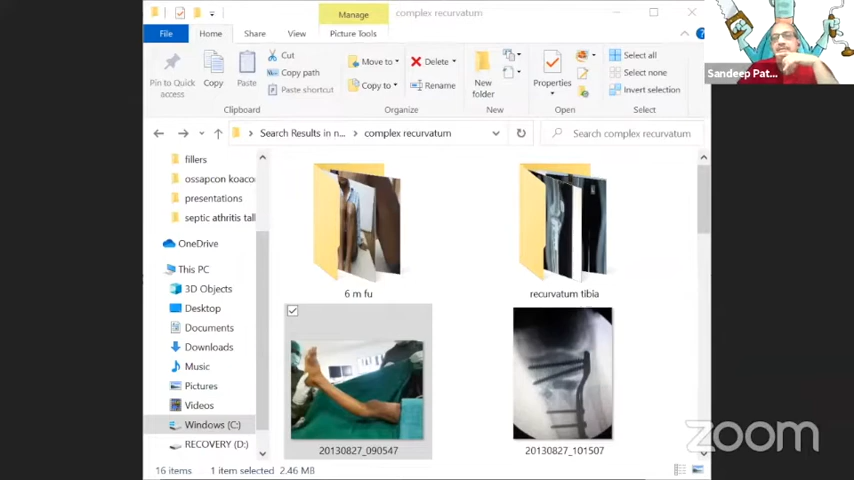 Manage
complex recurvatum
File
Home
Share
View
Picture Tools
Pin to Quick access
Copy
Paste
Cut
Copy path
Paste shortcut
Clipboard
Move to
Copy to
Delete
Rename
Organize
New folder
New
Properties
Open
Select all
Select none
Invert selection
Select
Sandeep Pat...
Search Results in n...
complex recurvatum
Search complex recurvatum
fillers
ossapcon koacon
presentations
septic athritis tal
OneDrive
This PC
3D Objects
Desktop
Documents
Downloads
Music
Pictures
Videos
Windows (C:)
RECOVERY (D:)
6 m fu
recurvatum tibia
20130827_090547
20130827_101507
16 items
1 item selected 2.46 MB
zoom